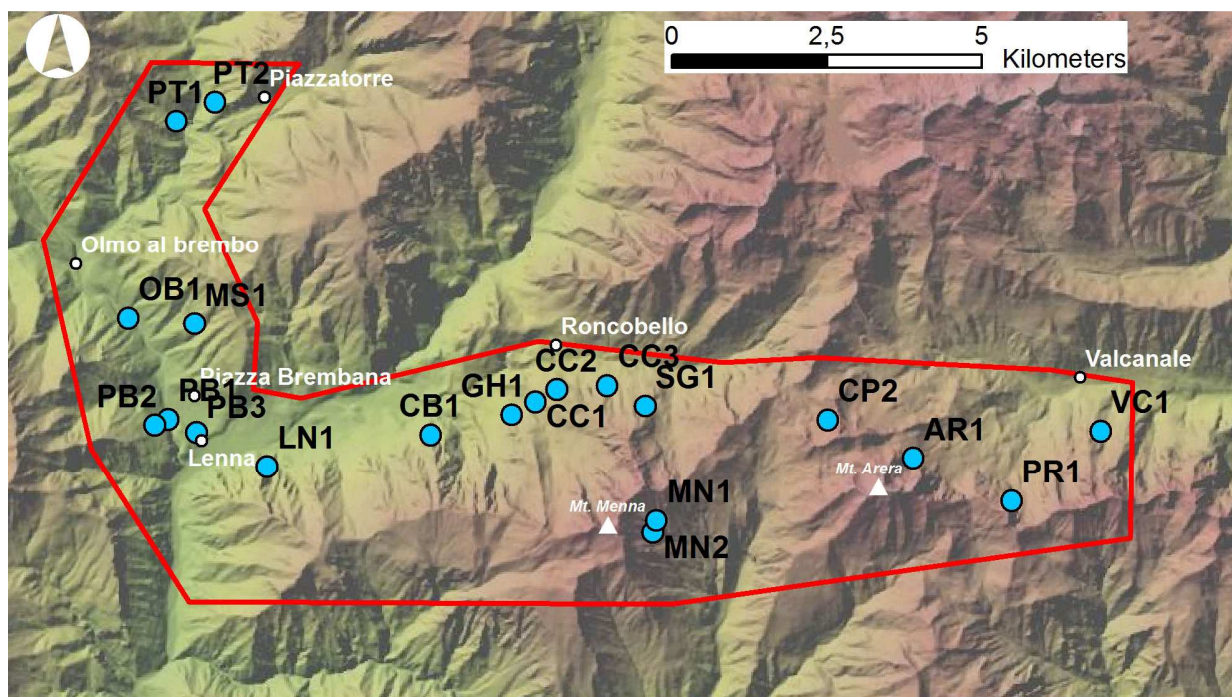 0 2,5 5
Kilometers
PT2
Piazzatorre
PT1
Olmo al brembo
OB1
MS1
Roncobello
CC2
CC3
Valcanale
Piazza Brembana
PB1
PB2
PB3
GH1
SG1
CC1
CB1
CP2
VC1
Lenna
LN1
AR1
Mt. Arera
PR1
Mt. Menna
MN1
MN2